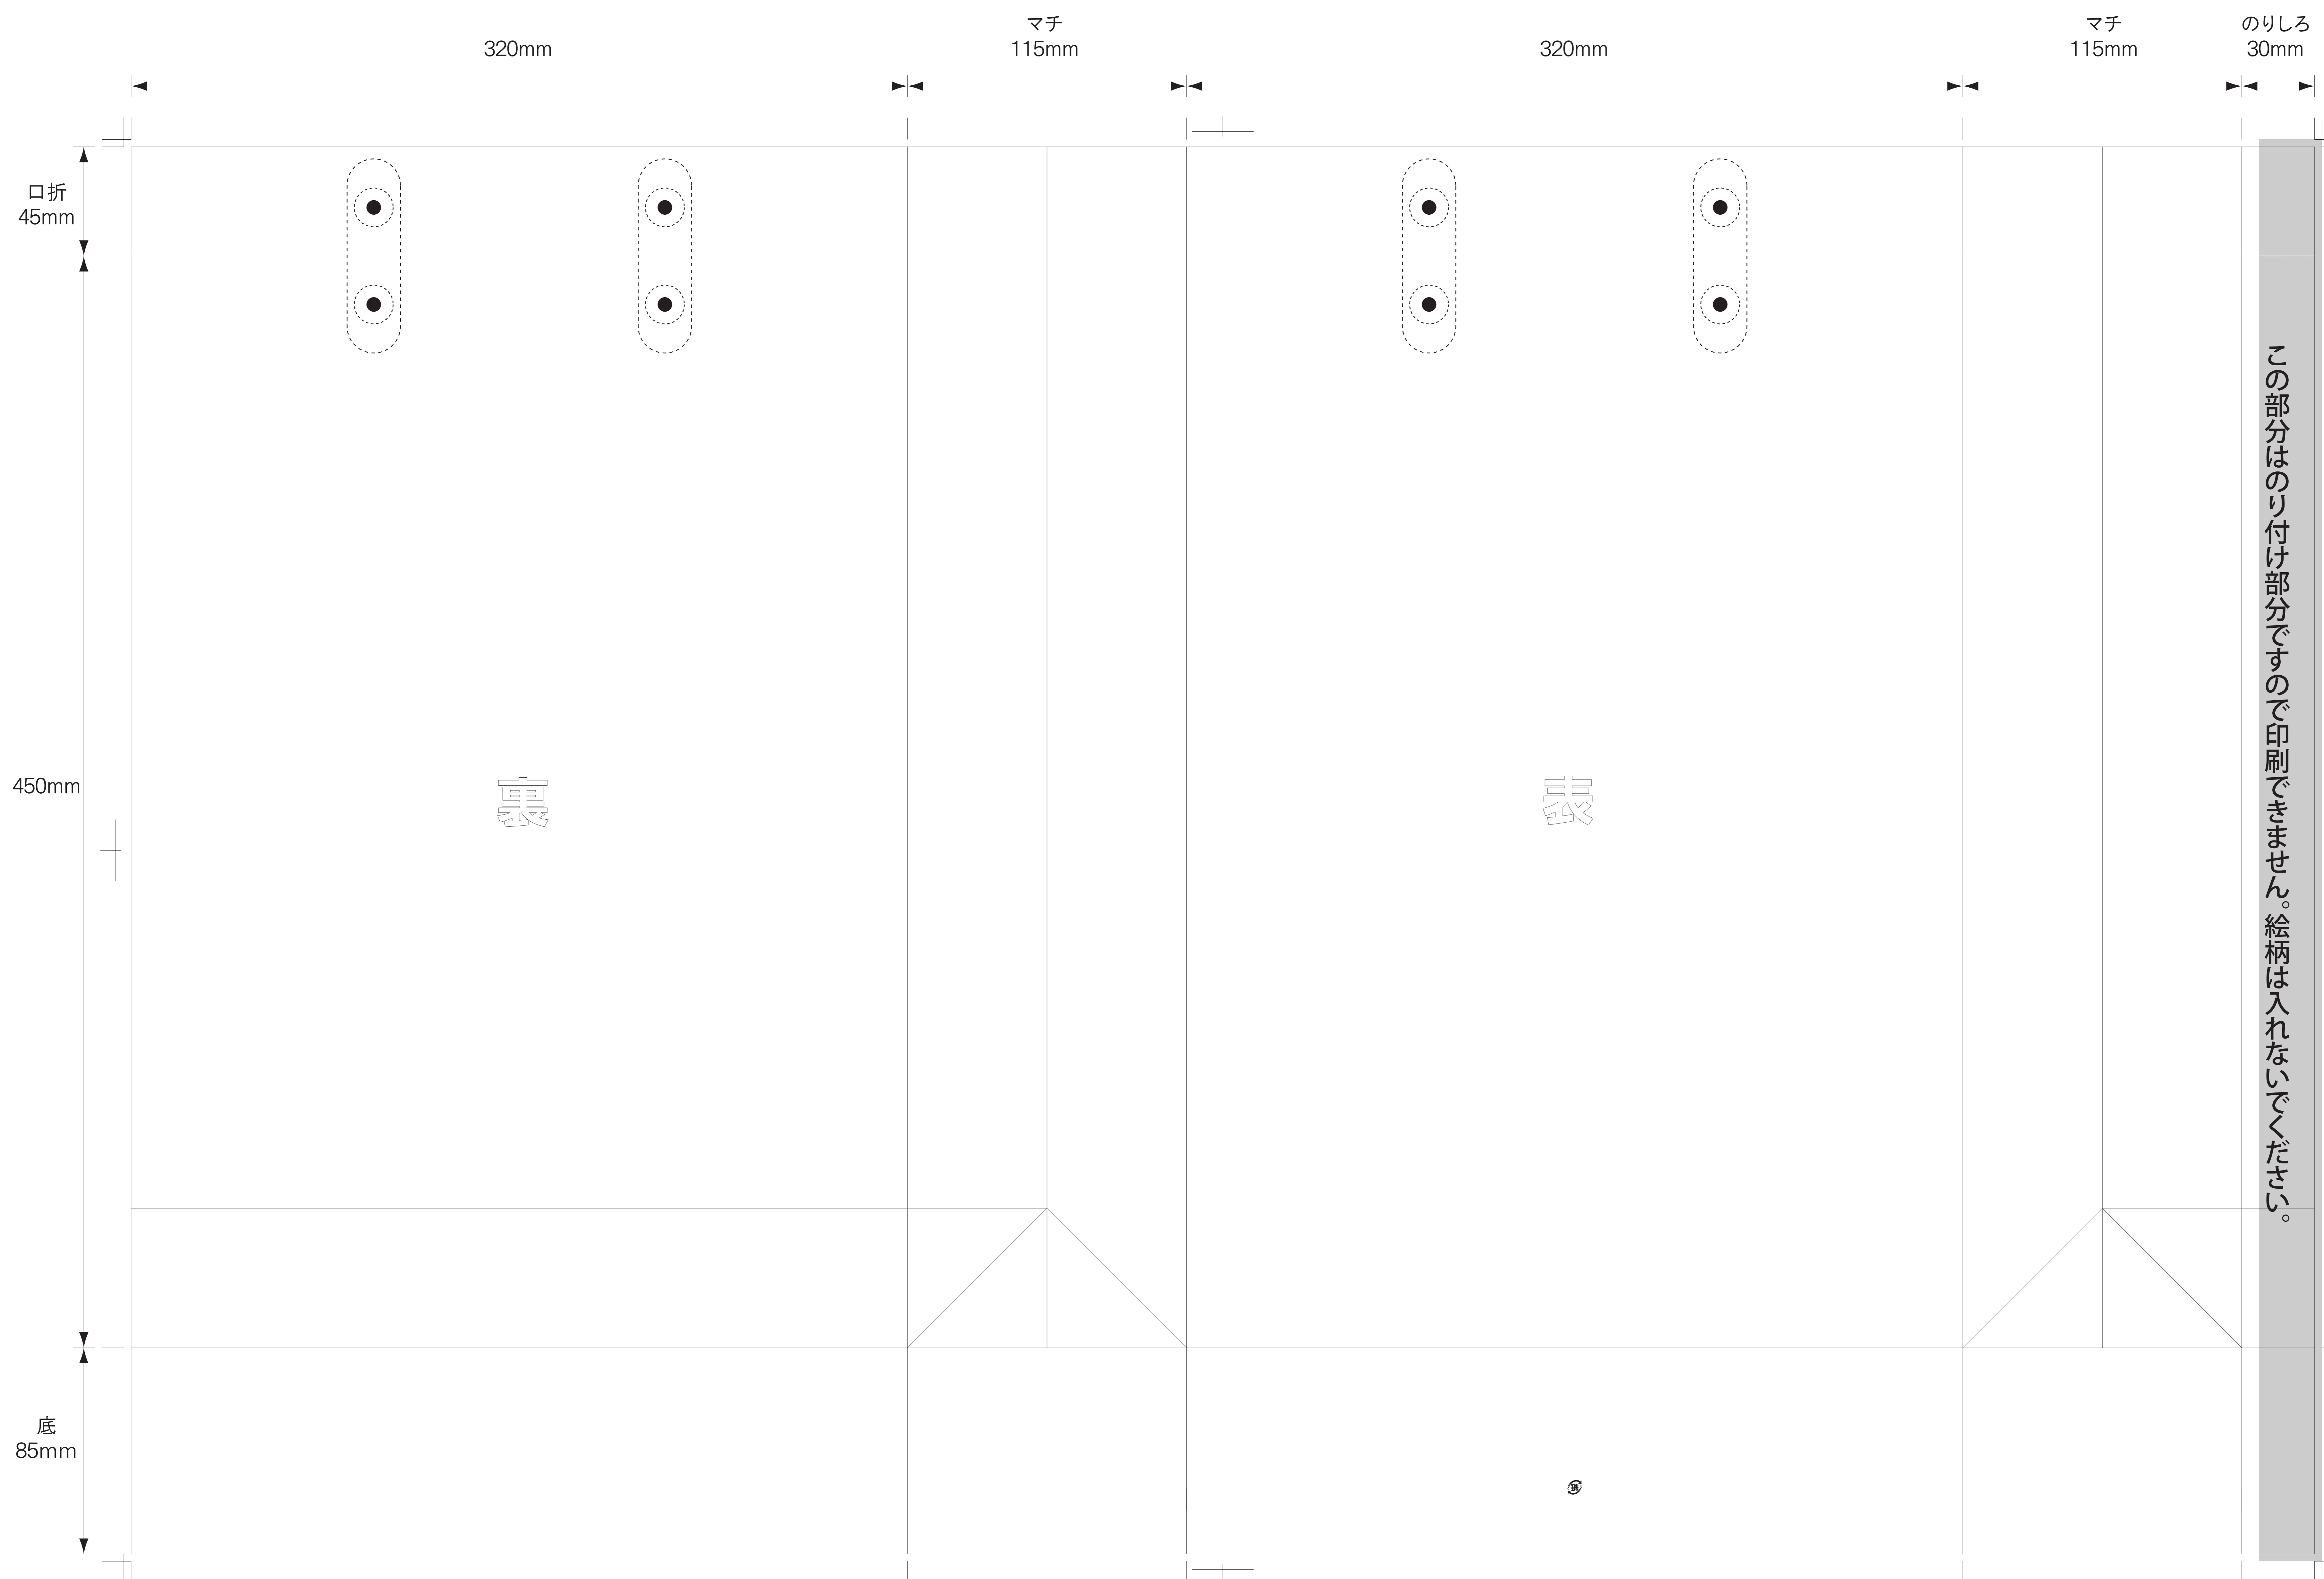 マチ
マチ
のりしろ
320mm
115mm
320mm
115mm
30mm
口折
45mm
450mm
裏
表
この部分はのり付け部分ですので印刷できません。絵柄は入れないでください。
底
85mm
紙